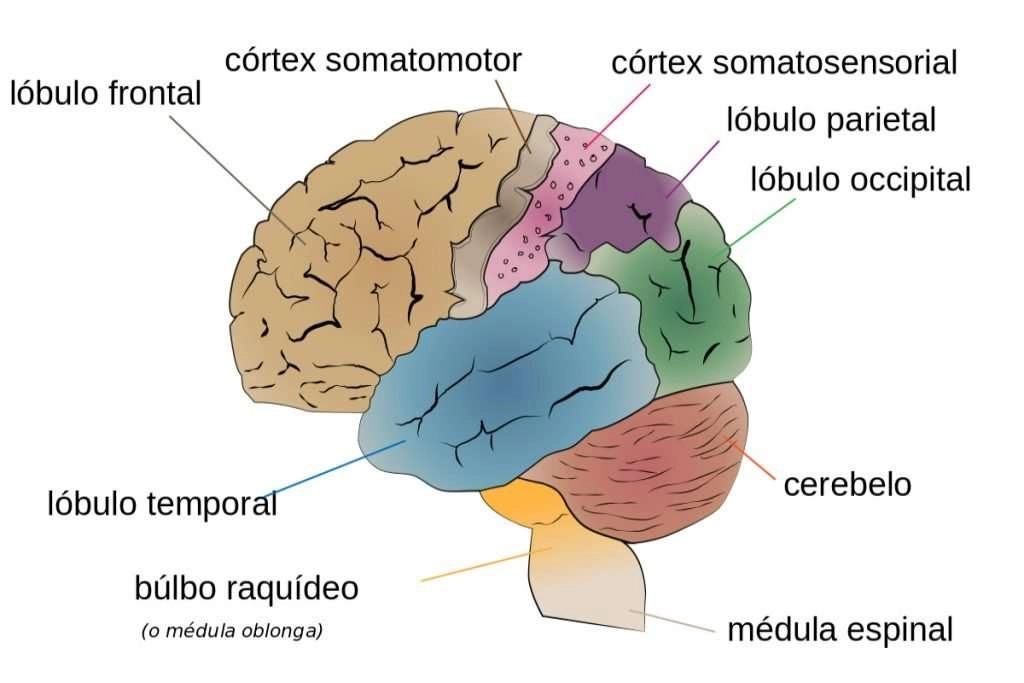 córtex somatomotor
córtex somatosensorial
lóbulo frontal
lóbulo parietal
lóbulo occipital
cerebelo
lóbulo temporal
búlbo raquídeo
(o médula oblonga)
médula espinal